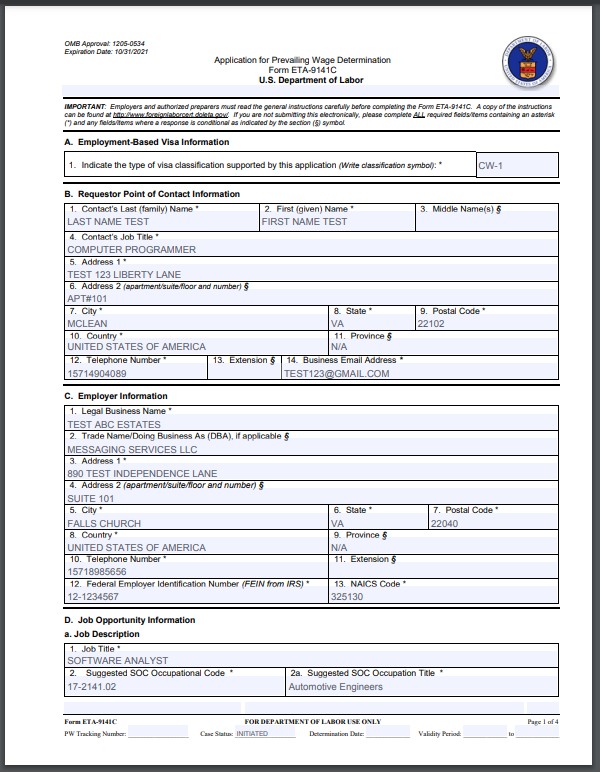 OMB Approval: 1205-0534
Expiration Date: 10/31/2021
Application for Prevailing Wage Determination
Form ETA-9141C
U.S. Department of Labor
IMPORTANT: Employers and authorized preparers must read the general instructions carefully before completing the Form ETA-9141C. A copy of the instructions
can be found at http://www.foreignlaborcert.doleta.gov/. If you are not submitting this electronically, please complete ALL required fields/items containing an asterisk
(*) and any fields/items where a response is conditional as indicated by the section (§) symbol.
A. Employment-Based Visa Information
1. Indicate the type of visa classification supported by this application (Write classification symbol): * CW-1
B. Requestor Point of Contact Information
1. Contact's Last (family) Name * 2. First (given) Name * 3. Middle Name(s) §
LAST NAME TEST FIRST NAME TEST
4. Contact's Job Title *
COMPUTER PROGRAMMER
5. Address 1 *
TEST 123 LIBERTY LANE
6. Address 2 (apartment/suite/floor and number) §
APT#101
7. City * 8. State * 9. Postal Code *
MCLEAN VA 22102
10. Country * 11. Province §
UNITED STATES OF AMERICA N/A
12. Telephone Number * 13. Extension § 14. Business Email Address *
15714904089 TEST123@GMAIL.COM
C. Employer Information
1. Legal Business Name *
TEST ABC ESTATES
2. Trade Name/Doing Business As (DBA), if applicable §
MESSAGING SERVICES LLC
3. Address 1 *
890 TEST INDEPENDENCE LANE
4. Address 2 (apartment/suite/floor and number) §
SUITE 101
5. City * 6. State * 7. Postal Code *
FALLS CHURCH VA 22040
8. Country * 9. Province §
UNITED STATES OF AMERICA N/A
10. Telephone Number * 11. Extension §
15718985656
12. Federal Employer Identification Number (FEIN from IRS) * 13. NAICS Code *
12-1234567 325130
D. Job Opportunity Information
a. Job Description
1. Job Title *
SOFTWARE ANALYST
2. Suggested SOC Occupational Code * 2a. Suggested SOC Occupation Title *
17-2141.02 Automotive Engineers
Form ETA-9141C FOR DEPARTMENT OF LABOR USE ONLY Page 1 of 4
PW Tracking Number: Case Status: INITIATED Determination Date: Validity Period: to